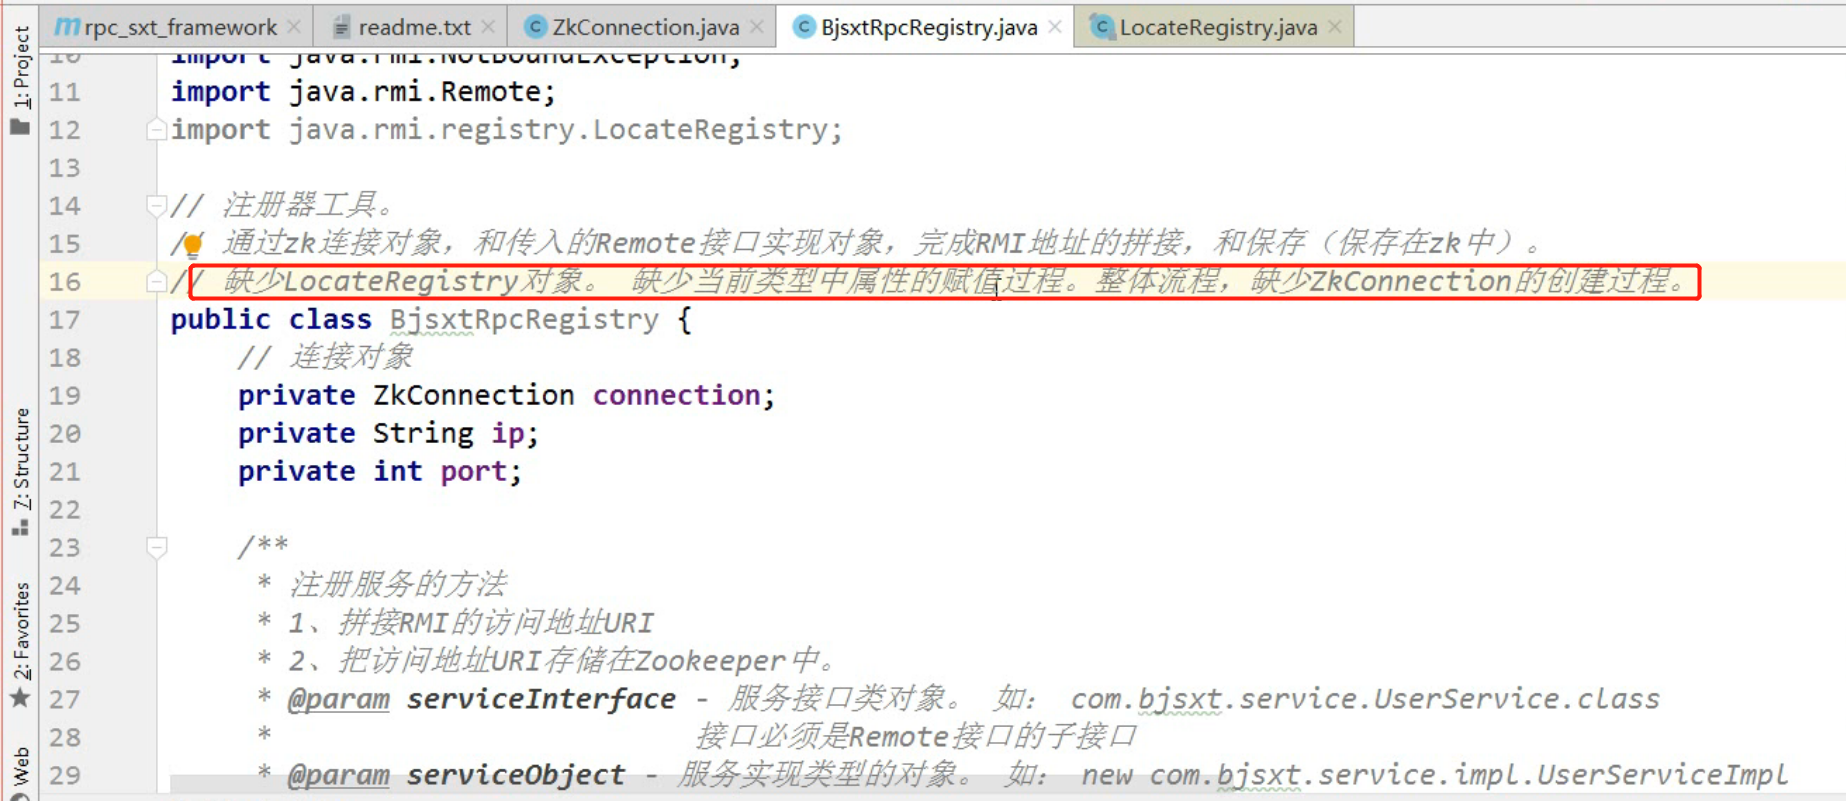 rpc_sxt_framework readme.txt ZkConnection.java BjsxtRpcRegistry.java LocateRegistry.java
1: Project
7: Structure
2: Favorites
Web
10 import java.rmi.NotBoundException;
11 import java.rmi.Remote;
12 import java.rmi.registry.LocateRegistry;
13
14 // 注册器工具。
15 // 通过zk连接对象，和传入的Remote接口实现对象，完成RMI地址的拼接，和保存（保存在zk中）。
16 // 缺少LocateRegistry对象。 缺少当前类型中属性的赋值过程。整体流程，缺少ZkConnection的创建过程。
17 public class BjsxtRpcRegistry {
18 // 连接对象
19 private ZkConnection connection;
20 private String ip;
21 private int port;
22
23 /**
24 * 注册服务的方法
25 * 1、拼接RMI的访问地址URI
26 * 2、把访问地址URI存储在Zookeeper中。
27 * @param serviceInterface - 服务接口类对象。 如： com.bjsxt.service.UserService.class
28 * 接口必须是Remote接口的子接口
29 * @param serviceObject - 服务实现类型的对象。 如： new com.bjsxt.service.impl.UserServiceImpl